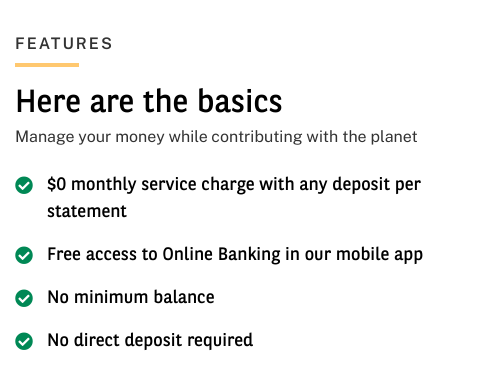 FEATURES
Here are the basics
Manage your money while contributing with the planet
$0 monthly service charge with any deposit per
statement
Free access to Online Banking in our mobile app
No minimum balance
No direct deposit required